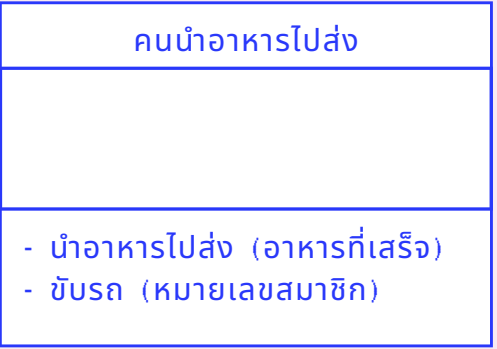 คนนำอาหารไปส่ง
- นำอาหารไปส่ง (อาหารที่เสร็จ)
- ขับรถ (หมายเลขสมาชิก)